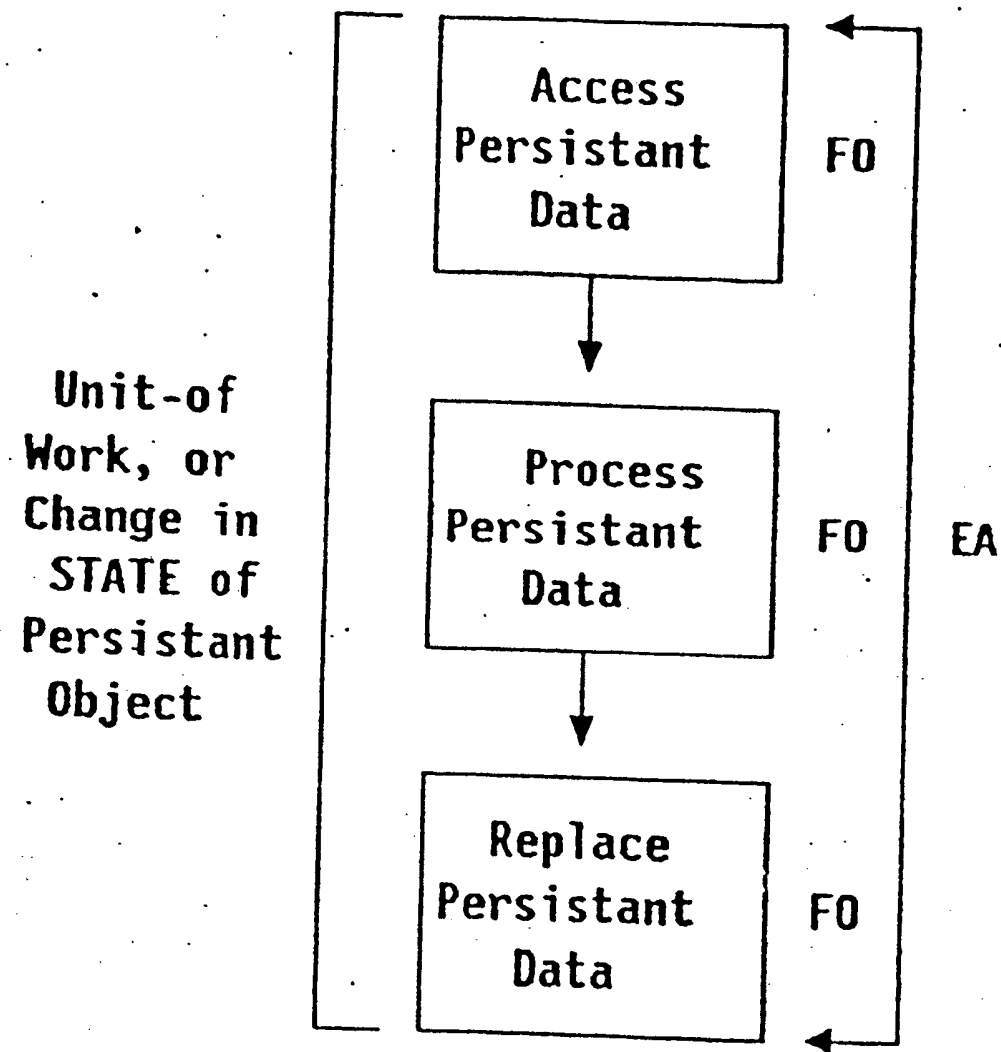 Access
Persistant
Data
FO
Unit-of
Work, or
Change in
STATE of
Persistant
Object
Process
Persistant
Data
FO
EA
Replace
Persistant
Data
FO